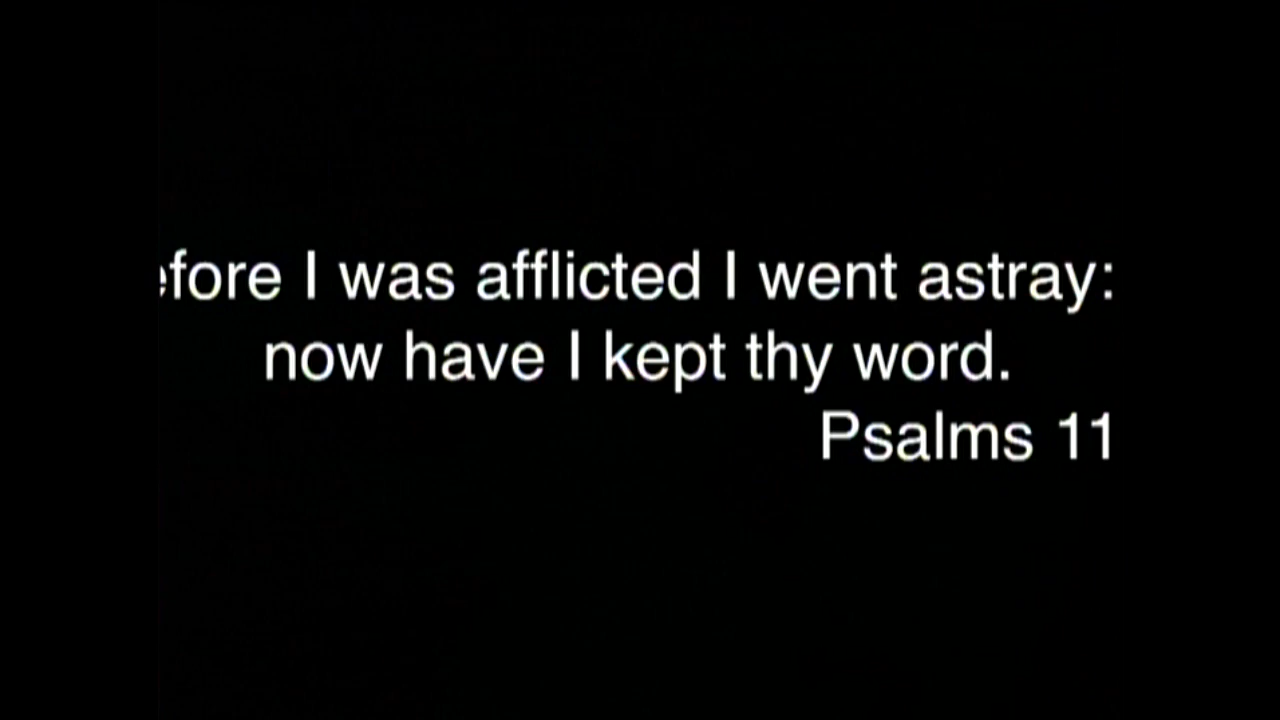 efore I was afflicted I went astray:
now have I kept thy word.
Psalms 11